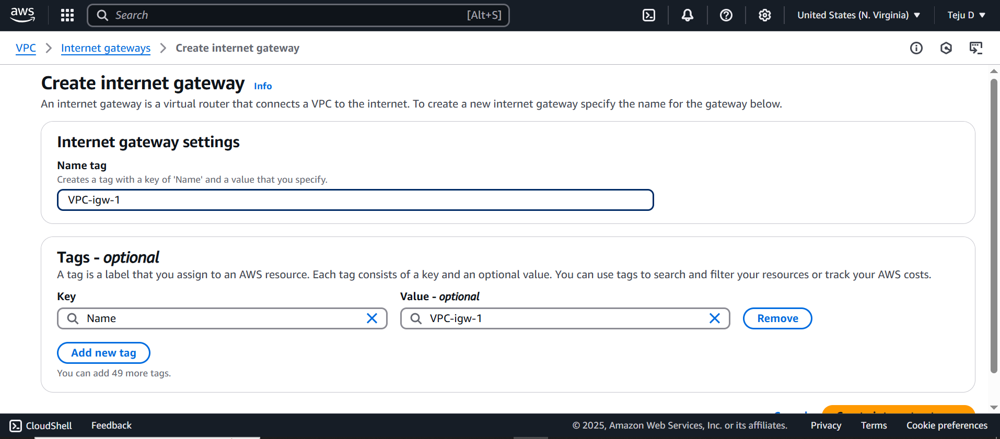 aws
Search [Alt+S] United States (N. Virginia) Teju D
VPC Internet gateways Create internet gateway
Create internet gateway Info
An internet gateway is a virtual router that connects a VPC to the internet. To create a new internet gateway specify the name for the gateway below.
Internet gateway settings
Name tag
Creates a tag with a key of 'Name' and a value that you specify.
VPC-igw-1
Tags - optional
A tag is a label that you assign to an AWS resource. Each tag consists of a key and an optional value. You can use tags to search and filter your resources or track your AWS costs.
Key Value - optional
Name VPC-igw-1 Remove
Add new tag
You can add 49 more tags.
CloudShell Feedback © 2025, Amazon Web Services, Inc. or its affiliates. Privacy Terms Cookie preferences